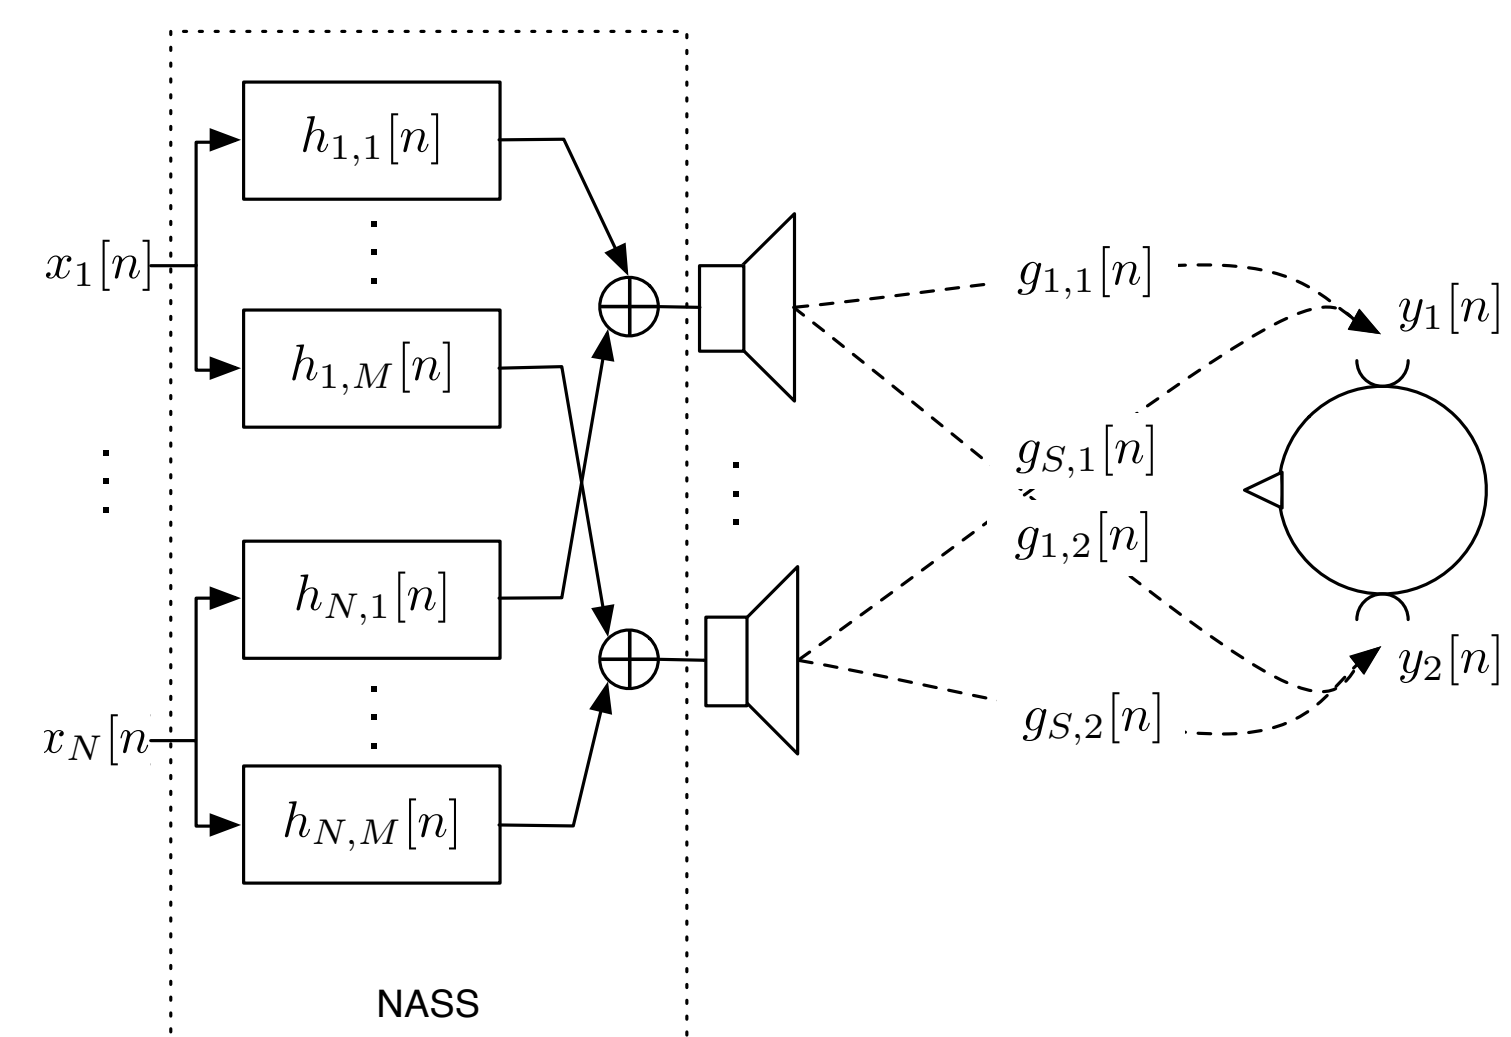 h_{1,1}[n]
x_1[n]
h_{1,M}[n]
h_{N,1}[n]
x_N[n
h_{N,M}[n]
NASS
g_{1,1}[n]
y_1[n]
g_{S,1}[n]
g_{1,2}[n]
y_2[n]
g_{S,2}[n]